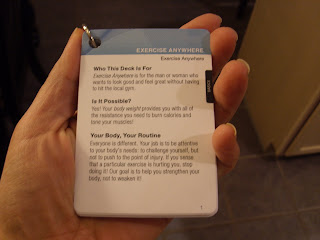 EXERCISE ANYWHERE
Exercise Anywhere
Who This Deck Is For
Exercise Anywhere is for the man or woman who
wants to look good and feel great without having
to hit the local gym.
Is It Possible?
Yes! Your body weight provides you with all of
the resistance you need to burn calories and
tone your muscles!
Your Body, Your Routine
Everyone is different. Your job is to be attentive
to your body's needs: to challenge yourself, but
not to push to the point of injury. If you sense
that a particular exercise is hurting you, stop
doing it! Our goal is to help you strengthen your
body, not to weaken it!
1